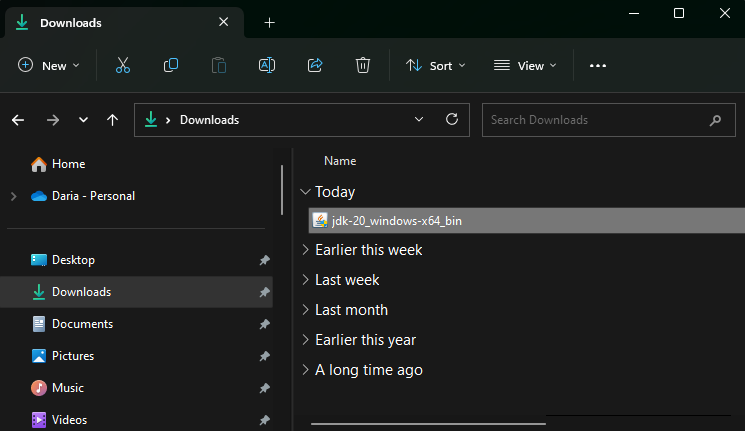 Downloads
New
Sort
View
Downloads
Search Downloads
Home
Daria - Personal
Desktop
Downloads
Documents
Pictures
Music
Videos
Name
Today
jdk-20_windows-x64_bin
Earlier this week
Last week
Last month
Earlier this year
A long time ago